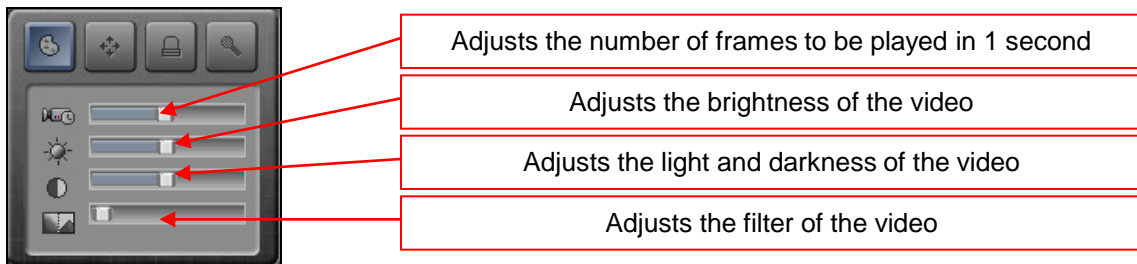 Adjusts the number of frames to be played in 1 second
Adjusts the brightness of the video
Adjusts the light and darkness of the video
Adjusts the filter of the video